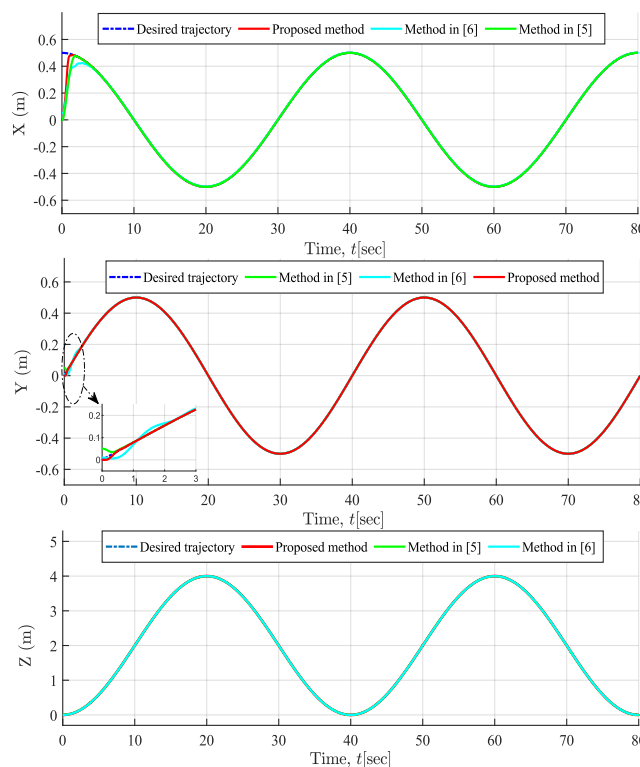 Desired trajectory Proposed method Method in [6] Method in [5]
0.6
0.4
0.2
0
-0.2
-0.4
-0.6
X (m)
0 10 20 30 40 50 60 70 80
Time, t[sec]
Desired trajectory Method in [5] Method in [6] Proposed method
0.6
0.4
0.2
0
-0.2
-0.4
-0.6
Y (m)
0.2
0.1
0
0 1 2 3
0 10 20 30 40 50 60 70 80
Time, t[sec]
Desired trajectory Proposed method Method in [5] Method in [6]
5
4
3
2
1
0
Z (m)
0 10 20 30 40 50 60 70 80
Time, t[sec]